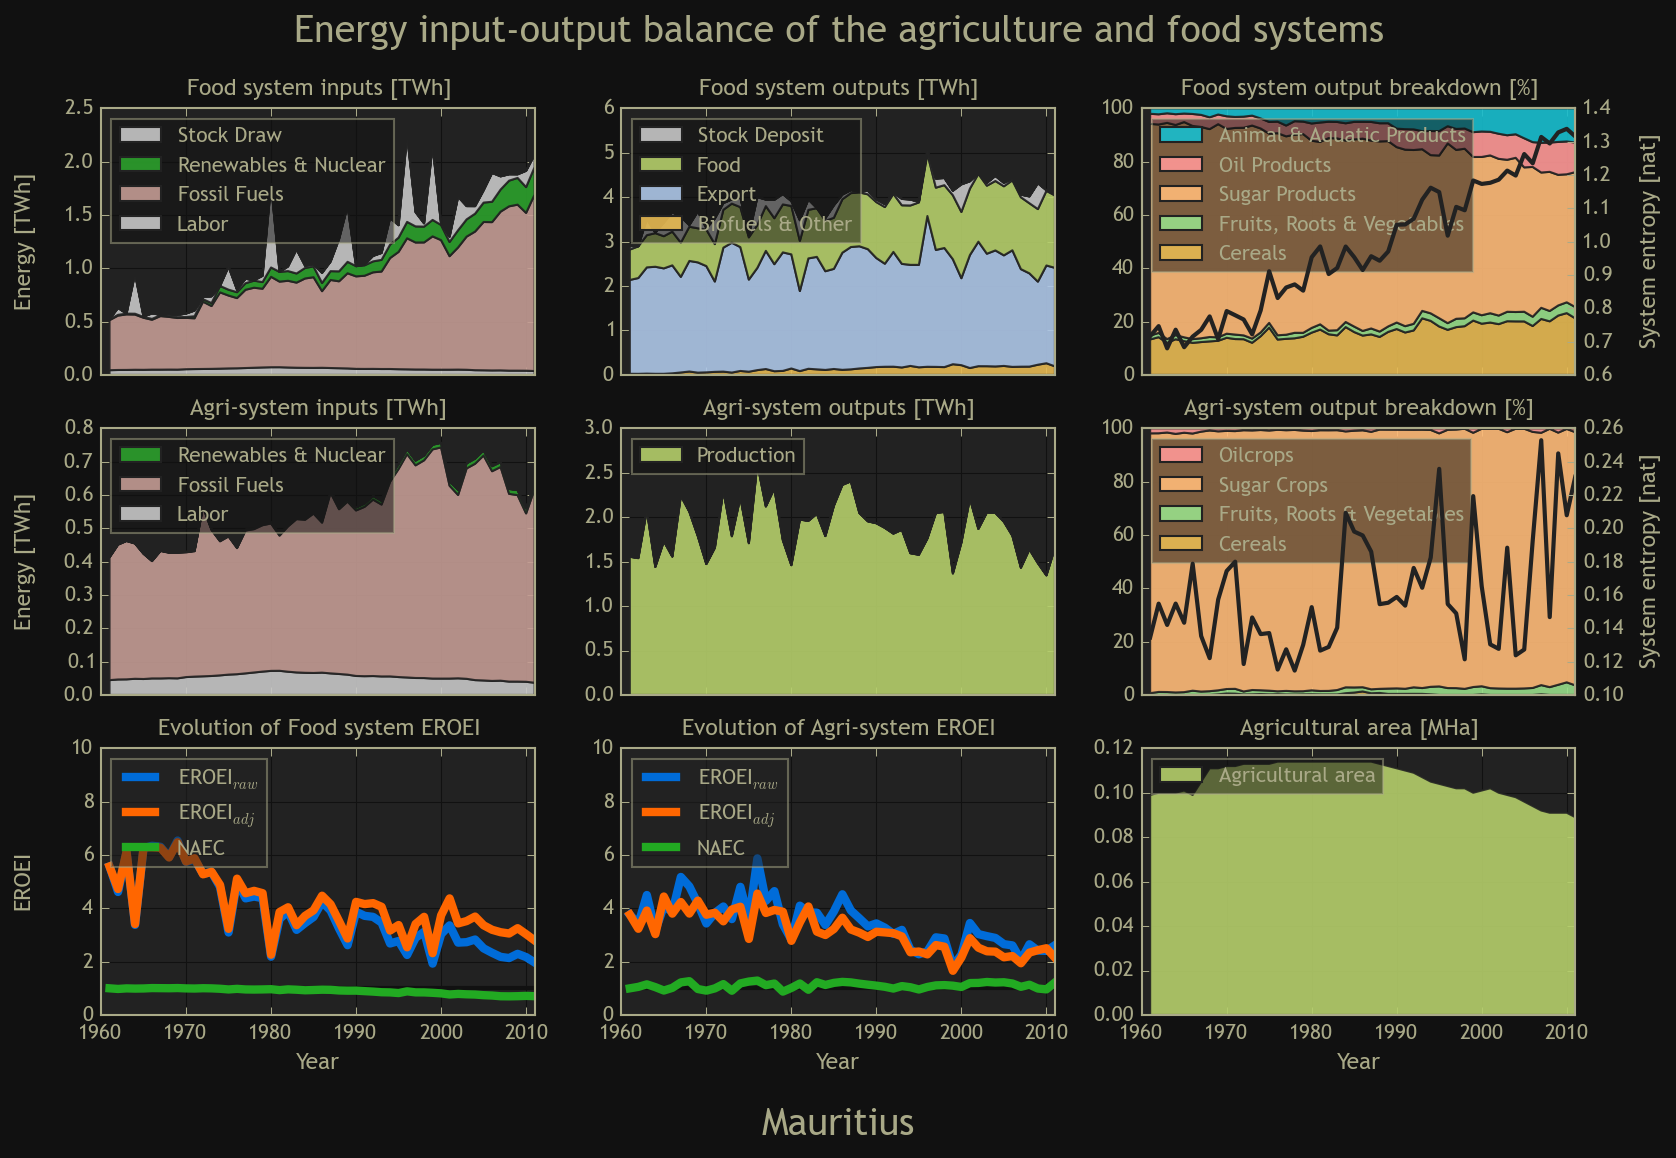 Energy input-output balance of the agriculture and food systems
Food system inputs [TWh]
Energy [TWh]
2.5
2.0
1.5
1.0
0.5
0.0
Stock Draw
Renewables & Nuclear
Fossil Fuels
Labor
Food system outputs [TWh]
6
5
4
3
2
1
0
Stock Deposit
Food
Export
Biofuels & Other
Food system output breakdown [%]
100
80
60
40
20
0
Animal & Aquatic Products
Oil Products
Sugar Products
Fruits, Roots & Vegetables
Cereals
1.4
1.3
1.2
1.1
1.0
0.9
0.8
0.7
0.6
System entropy [nat]
Agri-system inputs [TWh]
Energy [TWh]
0.8
0.7
0.6
0.5
0.4
0.3
0.2
0.1
0.0
Renewables & Nuclear
Fossil Fuels
Labor
Agri-system outputs [TWh]
3.0
2.5
2.0
1.5
1.0
0.5
0.0
Production
Agri-system output breakdown [%]
100
80
60
40
20
0
Oilcrops
Sugar Crops
Fruits, Roots & Vegetables
Cereals
0.26
0.24
0.22
0.20
0.18
0.16
0.14
0.12
0.10
System entropy [nat]
Evolution of Food system EROEI
EROEI
10
8
6
4
2
0
EROEI raw
EROEI adj
NAEC
1960 1970 1980 1990 2000 2010
Year
Evolution of Agri-system EROEI
10
8
6
4
2
0
EROEI raw
EROEI adj
NAEC
1960 1970 1980 1990 2000 2010
Year
Agricultural area [MHa]
0.12
0.10
0.08
0.06
0.04
0.02
0.00
Agricultural area
1960 1970 1980 1990 2000 2010
Year
Mauritius